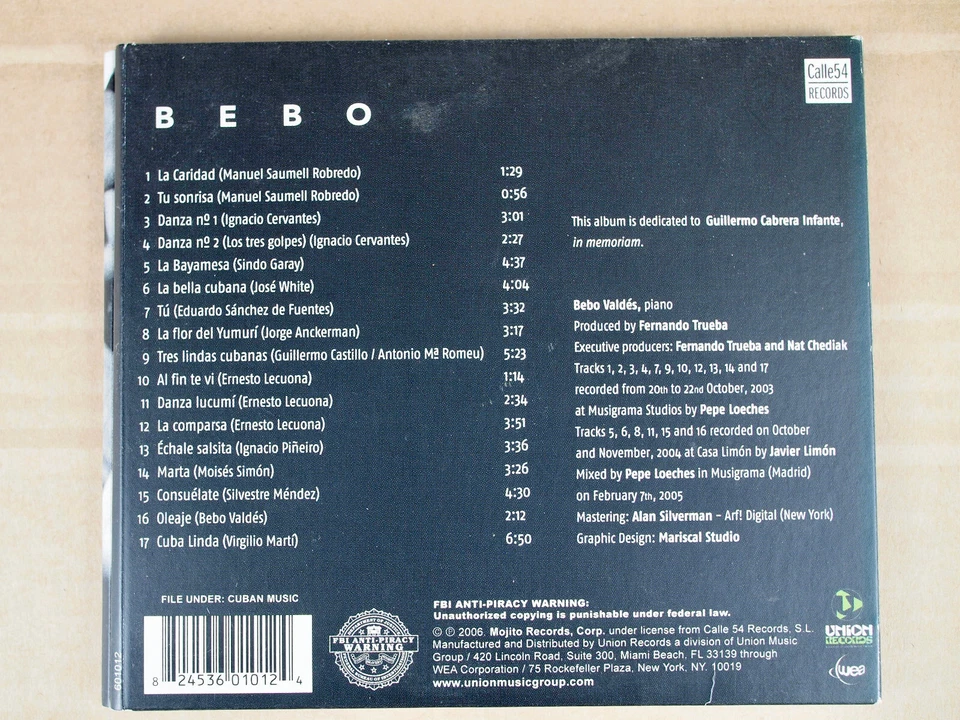 Calle54
RECORDS
BEBO
1 La Caridad (Manuel Saumell Robredo) 1:29
2 Tu sonrisa (Manuel Saumell Robredo) 0:56
3 Danza nº 1 (Ignacio Cervantes) 3:01
4 Danza nº 2 (Los tres golpes) (Ignacio Cervantes) 2:27
5 La Bayamesa (Sindo Garay) 4:37
6 La bella cubana (José White) 4:04
7 Tú (Eduardo Sánchez de Fuentes) 3:32
8 La flor del Yumurí (Jorge Anckerman) 3:17
9 Tres lindas cubanas (Guillermo Castillo / Antonio Mª Romeu) 5:23
10 Al fin te vi (Ernesto Lecuona) 1:14
11 Danza lucumí (Ernesto Lecuona) 2:34
12 La comparsa (Ernesto Lecuona) 3:51
13 Échale salsita (Ignacio Piñeiro) 3:36
14 Marta (Moisés Simón) 3:26
15 Consuélate (Silvestre Méndez) 4:30
16 Oleaje (Bebo Valdés) 2:12
17 Cuba Linda (Virgilio Martí) 6:50
This album is dedicated to Guillermo Cabrera Infante,
in memoriam.
Bebo Valdés, piano
Produced by Fernando Trueba
Executive producers: Fernando Trueba and Nat Chediak
Tracks 1, 2, 3, 4, 7, 9, 10, 12, 13, 14 and 17
recorded from 20th to 22nd October, 2003
at Musigrama Studios by Pepe Loeches
Tracks 5, 6, 8, 11, 15 and 16 recorded on October
and November, 2004 at Casa Limón by Javier Limón
Mixed by Pepe Loeches in Musigrama (Madrid)
on February 7th, 2005
Mastering: Alan Silverman – Arf! Digital (New York)
Graphic Design: Mariscal Studio
FILE UNDER: CUBAN MUSIC
8 24536 01012 4
601012
FBI ANTI-PIRACY
WARNING
FBI ANTI-PIRACY WARNING:
Unauthorized copying is punishable under federal law.
© ℗ 2006. Mojito Records, Corp. under license from Calle 54 Records, S.L.
Manufactured and Distributed by Union Records a division of Union Music
Group / 420 Lincoln Road, Suite 300, Miami Beach, FL 33139 through
WEA Corporation / 75 Rockefeller Plaza, New York, NY. 10019
www.unionmusicgroup.com
UNION
RECORDS
wea